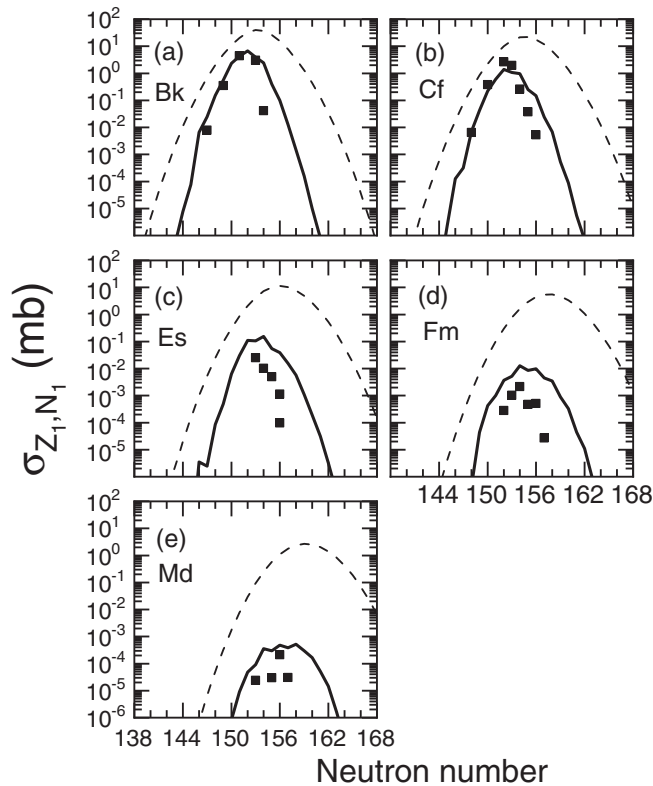 10² 10¹ 10⁰ 10⁻¹ 10⁻² 10⁻³ 10⁻⁴ 10⁻⁵
(a)
Bk
(b)
Cf
10² 10¹ 10⁰ 10⁻¹ 10⁻² 10⁻³ 10⁻⁴ 10⁻⁵
(c)
Es
(d)
Fm
144 150 156 162 168
10² 10¹ 10⁰ 10⁻¹ 10⁻² 10⁻³ 10⁻⁴ 10⁻⁵ 10⁻⁶
(e)
Md
138 144 150 156 162 168
σ_{Z₁,N₁} (mb)
Neutron number